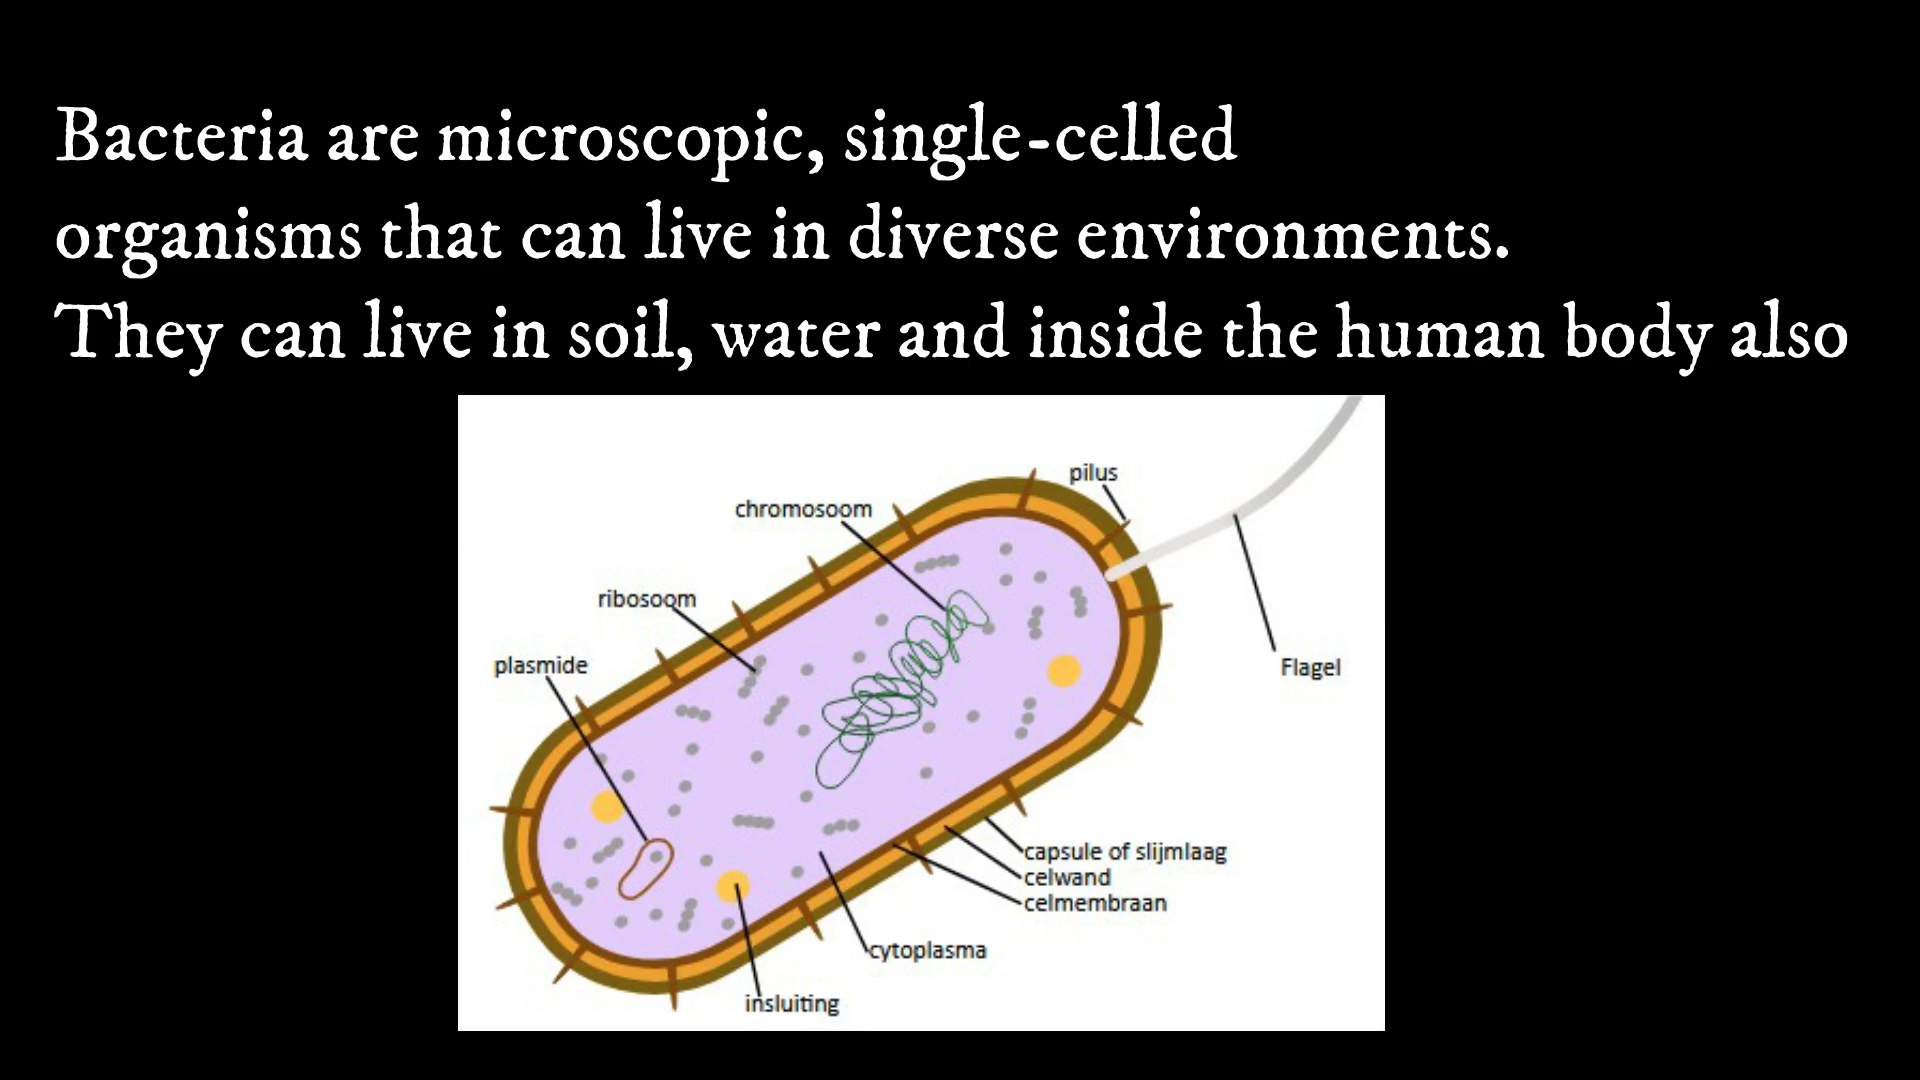 Bacteria are microscopic, single-celled
organisms that can live in diverse environments.
They can live in soil, water and inside the human body also
pilus
chromosoom
ribosoom
plasmide
Flagel
capsule of slijmlaag
celwand
celmembraan
cytoplasma
insluiting